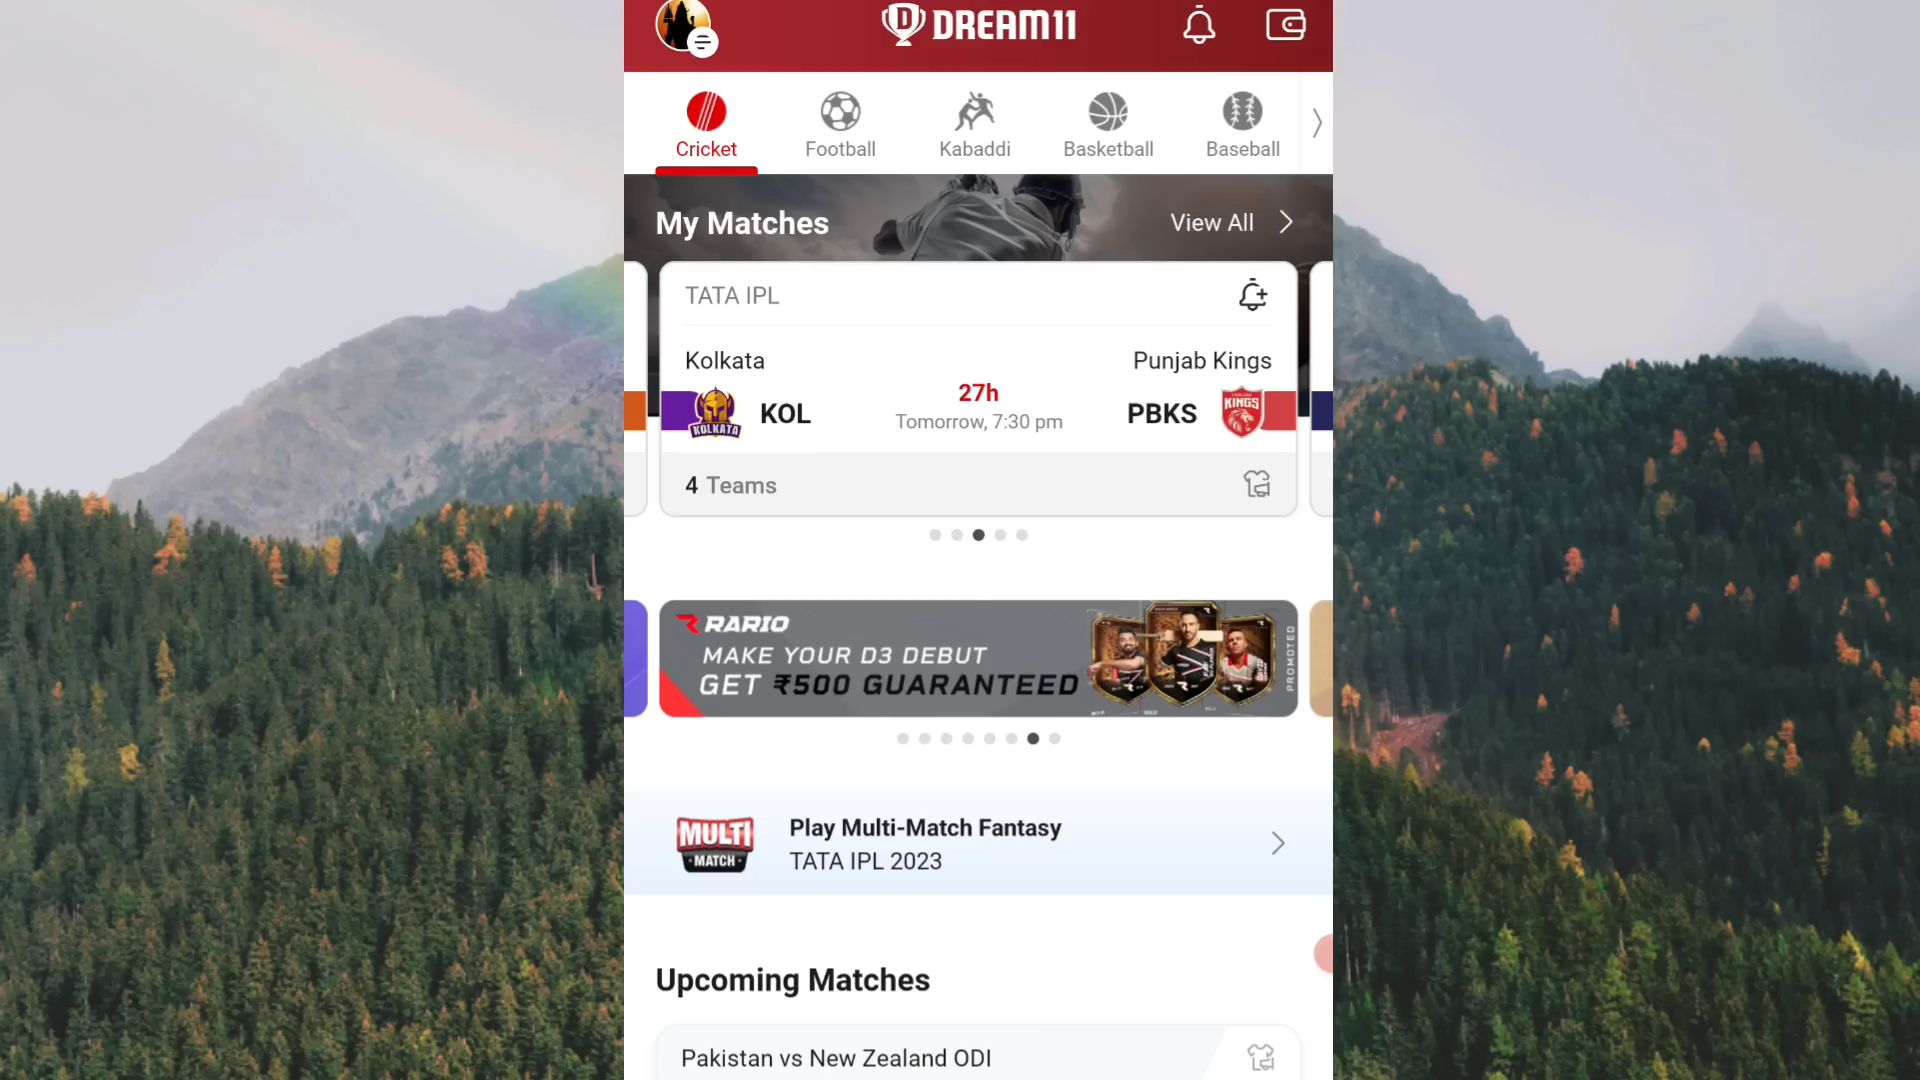 DREAM11
Cricket
Football
Kabaddi
Basketball
Baseball
My Matches
View All
TATA IPL
Kolkata
Punjab Kings
27h
KOL
Tomorrow, 7:30 pm
PBKS
KOLKATA
KINGS
4 Teams
RARIO
MAKE YOUR D3 DEBUT
GET ₹500 GUARANTEED
PROMOTED
MULTI
MATCH
Play Multi-Match Fantasy
TATA IPL 2023
Upcoming Matches
Pakistan vs New Zealand ODI